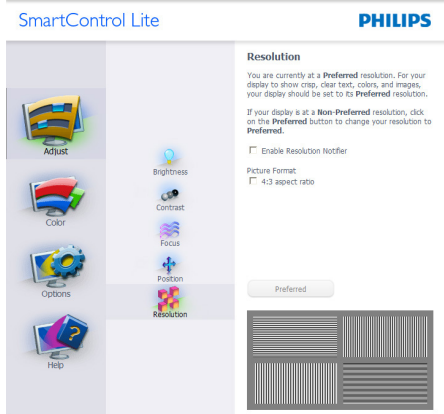 SmartControl Lite
PHILIPS
Adjust
Color
Options
Help
Brightness
Contrast
Focus
Position
Resolution
Resolution
You are currently at a Preferred resolution. For your
display to show crisp, clear text, colors, and images,
your display should be set to its Preferred resolution.
If your display is at a Non-Preferred resolution, click
on the Preferred button to change your resolution to
Preferred.
Enable Resolution Notifier
Picture Format
4:3 aspect ratio
Preferred